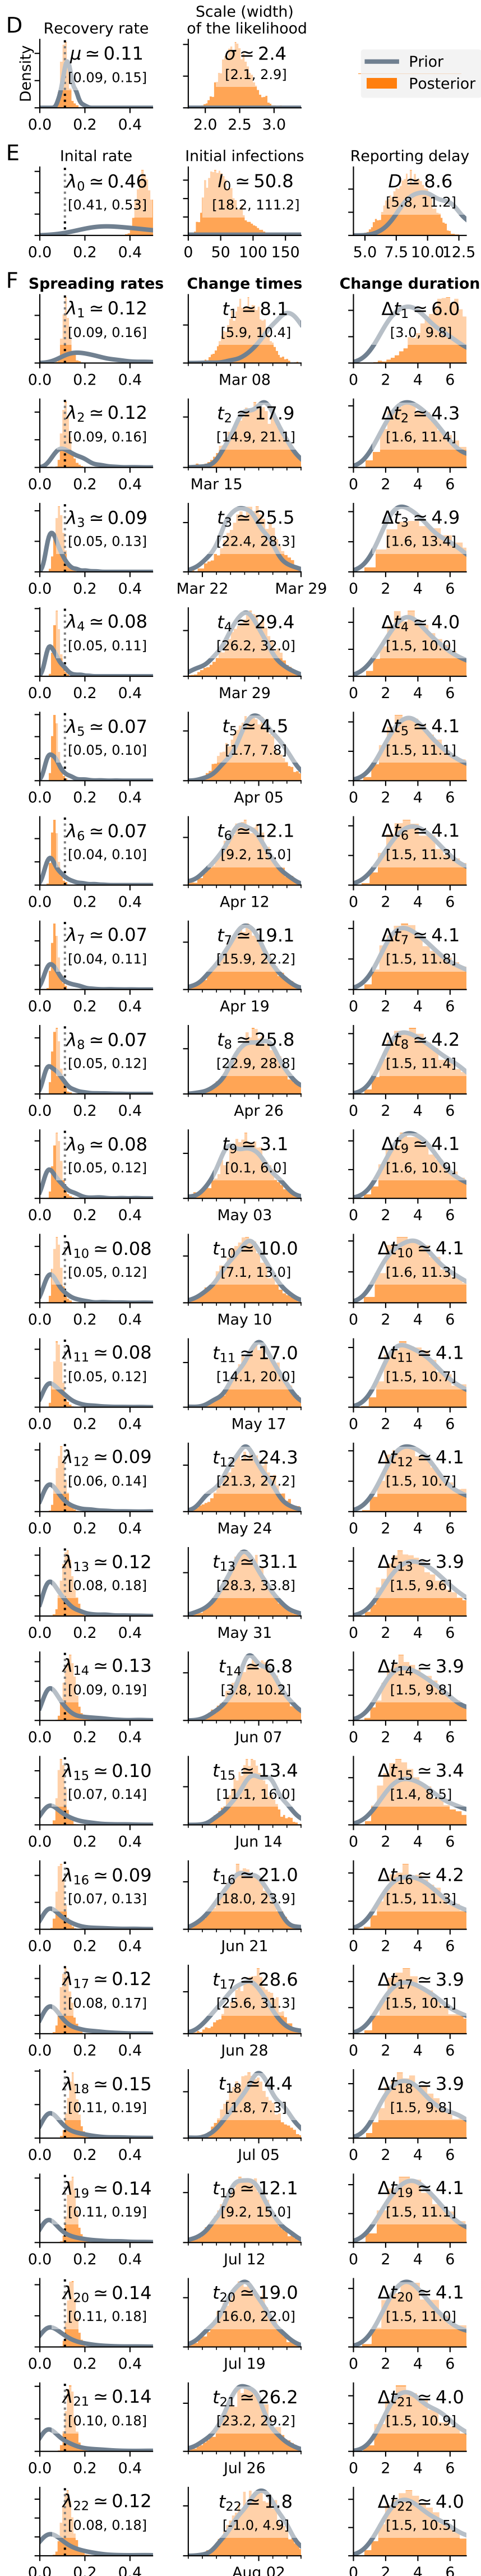 D
Recovery rate
Scale (width)
of the likelihood
Density
μ ≃ 0.11
[0.09, 0.15]
σ ≃ 2.4
[2.1, 2.9]
Prior
Posterior
0.0 0.2 0.4
2.0 2.5 3.0
E
Inital rate
Initial infections
Reporting delay
λ0 ≃ 0.46
[0.41, 0.53]
I0 ≃ 50.8
[18.2, 111.2]
D ≃ 8.6
[5.8, 11.2]
0.0 0.2 0.4
0 50 100 150
5.0 7.5 10.0 12.5
F
Spreading rates
Change times
Change duration
λ1 ≃ 0.12
[0.09, 0.16]
t1 ≃ 8.1
[5.9, 10.4]
Δt1 ≃ 6.0
[3.0, 9.8]
0.0 0.2 0.4
Mar 08
0 2 4 6
λ2 ≃ 0.12
[0.09, 0.16]
t2 ≃ 17.9
[14.9, 21.1]
Δt2 ≃ 4.3
[1.6, 11.4]
0.0 0.2 0.4
Mar 15
0 2 4 6
λ3 ≃ 0.09
[0.05, 0.13]
t3 ≃ 25.5
[22.4, 28.3]
Δt3 ≃ 4.9
[1.6, 13.4]
0.0 0.2 0.4
Mar 22 Mar 29
0 2 4 6
λ4 ≃ 0.08
[0.05, 0.11]
t4 ≃ 29.4
[26.2, 32.0]
Δt4 ≃ 4.0
[1.5, 10.0]
0.0 0.2 0.4
Mar 29
0 2 4 6
λ5 ≃ 0.07
[0.05, 0.10]
t5 ≃ 4.5
[1.7, 7.8]
Δt5 ≃ 4.1
[1.5, 11.1]
0.0 0.2 0.4
Apr 05
0 2 4 6
λ6 ≃ 0.07
[0.04, 0.10]
t6 ≃ 12.1
[9.2, 15.0]
Δt6 ≃ 4.1
[1.5, 11.3]
0.0 0.2 0.4
Apr 12
0 2 4 6
λ7 ≃ 0.07
[0.04, 0.11]
t7 ≃ 19.1
[15.9, 22.2]
Δt7 ≃ 4.1
[1.5, 11.8]
0.0 0.2 0.4
Apr 19
0 2 4 6
λ8 ≃ 0.07
[0.05, 0.12]
t8 ≃ 25.8
[22.9, 28.8]
Δt8 ≃ 4.2
[1.5, 11.4]
0.0 0.2 0.4
Apr 26
0 2 4 6
λ9 ≃ 0.08
[0.05, 0.12]
t9 ≃ 3.1
[0.1, 6.0]
Δt9 ≃ 4.1
[1.6, 10.9]
0.0 0.2 0.4
May 03
0 2 4 6
λ10 ≃ 0.08
[0.05, 0.12]
t10 ≃ 10.0
[7.1, 13.0]
Δt10 ≃ 4.1
[1.6, 11.3]
0.0 0.2 0.4
May 10
0 2 4 6
λ11 ≃ 0.08
[0.05, 0.12]
t11 ≃ 17.0
[14.1, 20.0]
Δt11 ≃ 4.1
[1.5, 10.7]
0.0 0.2 0.4
May 17
0 2 4 6
λ12 ≃ 0.09
[0.06, 0.14]
t12 ≃ 24.3
[21.3, 27.2]
Δt12 ≃ 4.1
[1.5, 10.7]
0.0 0.2 0.4
May 24
0 2 4 6
λ13 ≃ 0.12
[0.08, 0.18]
t13 ≃ 31.1
[28.3, 33.8]
Δt13 ≃ 3.9
[1.5, 9.6]
0.0 0.2 0.4
May 31
0 2 4 6
λ14 ≃ 0.13
[0.09, 0.19]
t14 ≃ 6.8
[3.8, 10.2]
Δt14 ≃ 3.9
[1.5, 9.8]
0.0 0.2 0.4
Jun 07
0 2 4 6
λ15 ≃ 0.10
[0.07, 0.14]
t15 ≃ 13.4
[11.1, 16.0]
Δt15 ≃ 3.4
[1.4, 8.5]
0.0 0.2 0.4
Jun 14
0 2 4 6
λ16 ≃ 0.09
[0.07, 0.13]
t16 ≃ 21.0
[18.0, 23.9]
Δt16 ≃ 4.2
[1.5, 11.3]
0.0 0.2 0.4
Jun 21
0 2 4 6
λ17 ≃ 0.12
[0.08, 0.17]
t17 ≃ 28.6
[25.6, 31.3]
Δt17 ≃ 3.9
[1.5, 10.1]
0.0 0.2 0.4
Jun 28
0 2 4 6
λ18 ≃ 0.15
[0.11, 0.19]
t18 ≃ 4.4
[1.8, 7.3]
Δt18 ≃ 3.9
[1.5, 9.8]
0.0 0.2 0.4
Jul 05
0 2 4 6
λ19 ≃ 0.14
[0.11, 0.19]
t19 ≃ 12.1
[9.2, 15.0]
Δt19 ≃ 4.1
[1.5, 11.1]
0.0 0.2 0.4
Jul 12
0 2 4 6
λ20 ≃ 0.14
[0.11, 0.18]
t20 ≃ 19.0
[16.0, 22.0]
Δt20 ≃ 4.1
[1.5, 11.0]
0.0 0.2 0.4
Jul 19
0 2 4 6
λ21 ≃ 0.14
[0.10, 0.18]
t21 ≃ 26.2
[23.2, 29.2]
Δt21 ≃ 4.0
[1.5, 10.9]
0.0 0.2 0.4
Jul 26
0 2 4 6
λ22 ≃ 0.12
[0.08, 0.18]
t22 ≃ 1.8
[-1.0, 4.9]
Δt22 ≃ 4.0
[1.5, 10.5]
0.0 0.2 0.4
Aug 02
0 2 4 6